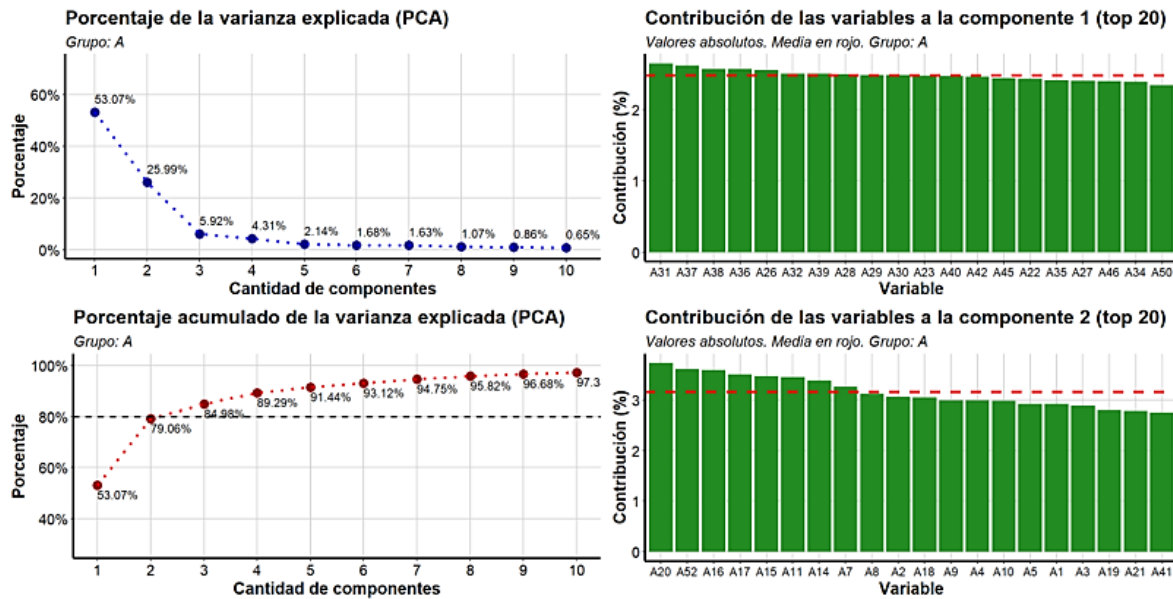 Porcentaje de la varianza explicada (PCA)
Grupo: A
Porcentaje
60%
40%
20%
0%
53.07%
25.99%
5.92%
4.31%
2.14%
1.68%
1.63%
1.07%
0.86%
0.65%
1 2 3 4 5 6 7 8 9 10
Cantidad de componentes
Contribución de las variables a la componente 1 (top 20)
Valores absolutos. Media en rojo. Grupo: A
Contribución (%)
2
1
0
A31 A37 A38 A36 A26 A32 A39 A28 A29 A30 A23 A40 A42 A45 A22 A35 A27 A46 A34 A50
Variable
Porcentaje acumulado de la varianza explicada (PCA)
Grupo: A
Porcentaje
100%
80%
60%
40%
53.07%
79.06%
84.98%
89.29%
91.44%
93.12%
94.75%
95.82%
96.68%
97.3
1 2 3 4 5 6 7 8 9 10
Cantidad de componentes
Contribución de las variables a la componente 2 (top 20)
Valores absolutos. Media en rojo. Grupo: A
Contribución (%)
3
2
1
0
A20 A52 A16 A17 A15 A11 A14 A7 A8 A2 A18 A9 A4 A10 A5 A1 A3 A19 A21 A41
Variable